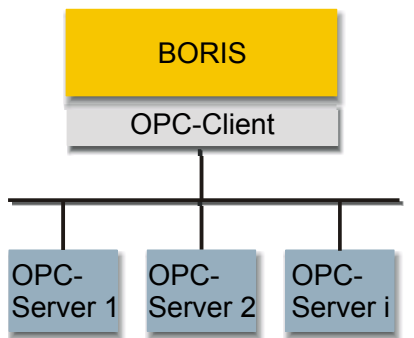 BORIS
OPC-Client
OPC-
Server 1
OPC-
Server 2
OPC-
Server i